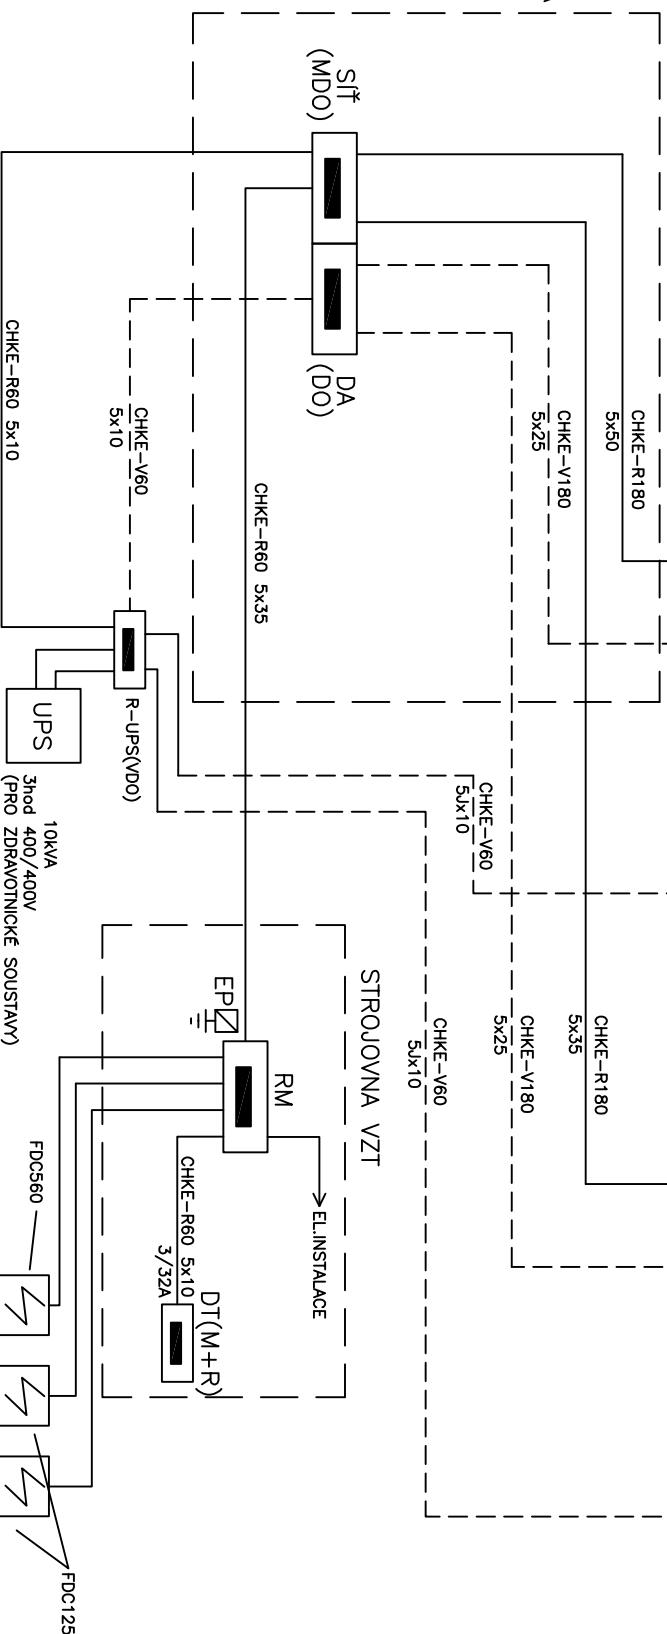 SÍŤ
(MDO)
DA
(DO)
CHKE-R180
5x50
CHKE-V180
5x25
CHKE-R60 5x10
CHKE-V60
5x10
CHKE-R60 5x35
R-UPS(VDO)
UPS
10kVA
3hod 400/400V
(PRO ZDRAVOTNICKÉ SOUSTAVY)
CHKE-V60
5Jx10
CHKE-R180
5x35
CHKE-V180
5x25
CHKE-V60
5Jx10
STROJOVNA VZT
EP
RM
EL.INSTALACE
CHKE-R60 5x10
3/32A
DT(M+R)
FDC560
FDC125